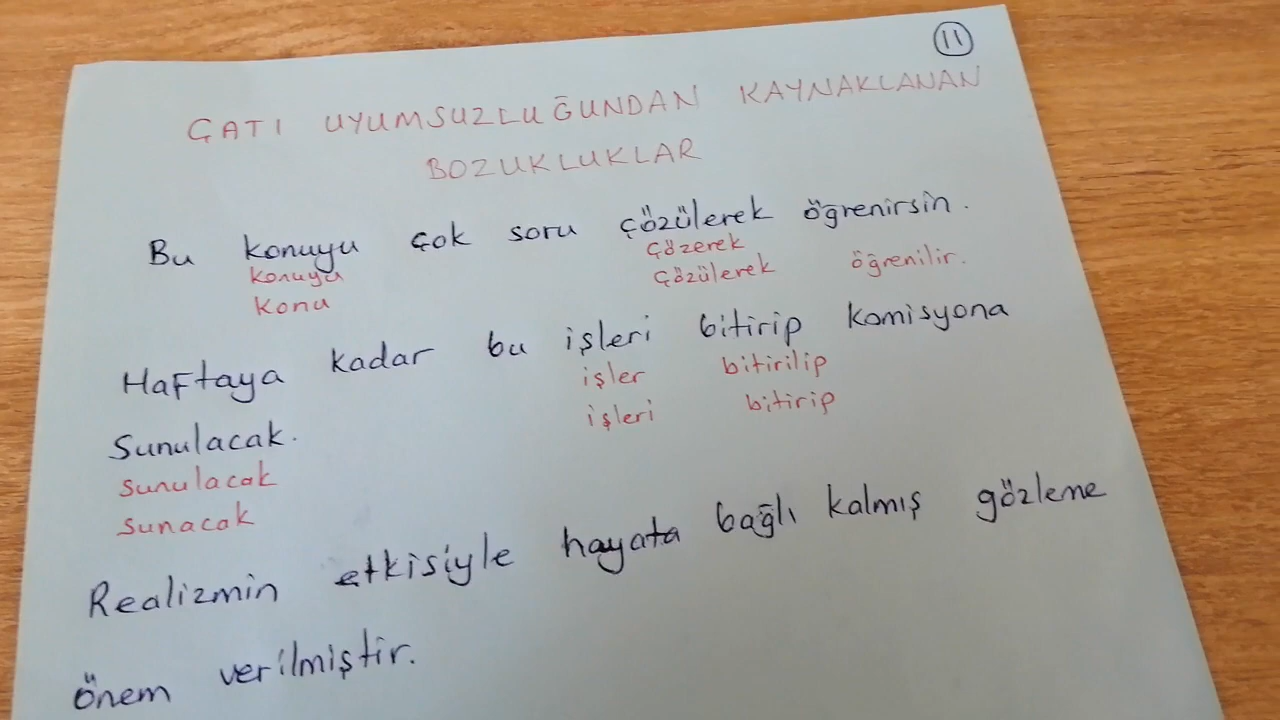 11
ÇATI UYUMSUZLUĞUNDAN KAYNAKLANAN
BOZUKLUKLAR
Bu konuyu çok soru çözülerek öğrenirsin.
konuyu çözerek
konu çözülerek öğrenilir.
Haftaya kadar bu işleri bitirip komisyona
işler bitirilip
işleri bitirip
Sunulacak.
sunulacak
sunacak
Realizmin etkisiyle hayata bağlı kalmış gözleme
önem verilmiştir.